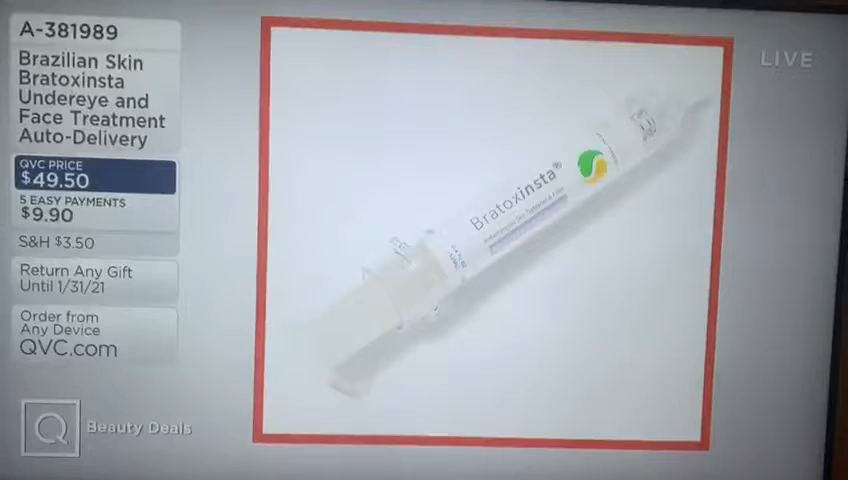 A-381989
Brazilian Skin
Bratoxinsta
Undereye and
Face Treatment
Auto-Delivery
QVC PRICE
$49.50
5 EASY PAYMENTS
$9.90
S&H $3.50
Return Any Gift
Until 1/31/21
Order from
Any Device
QVC.com
Q
Beauty Deals
LIVE
Bratoxinsta®